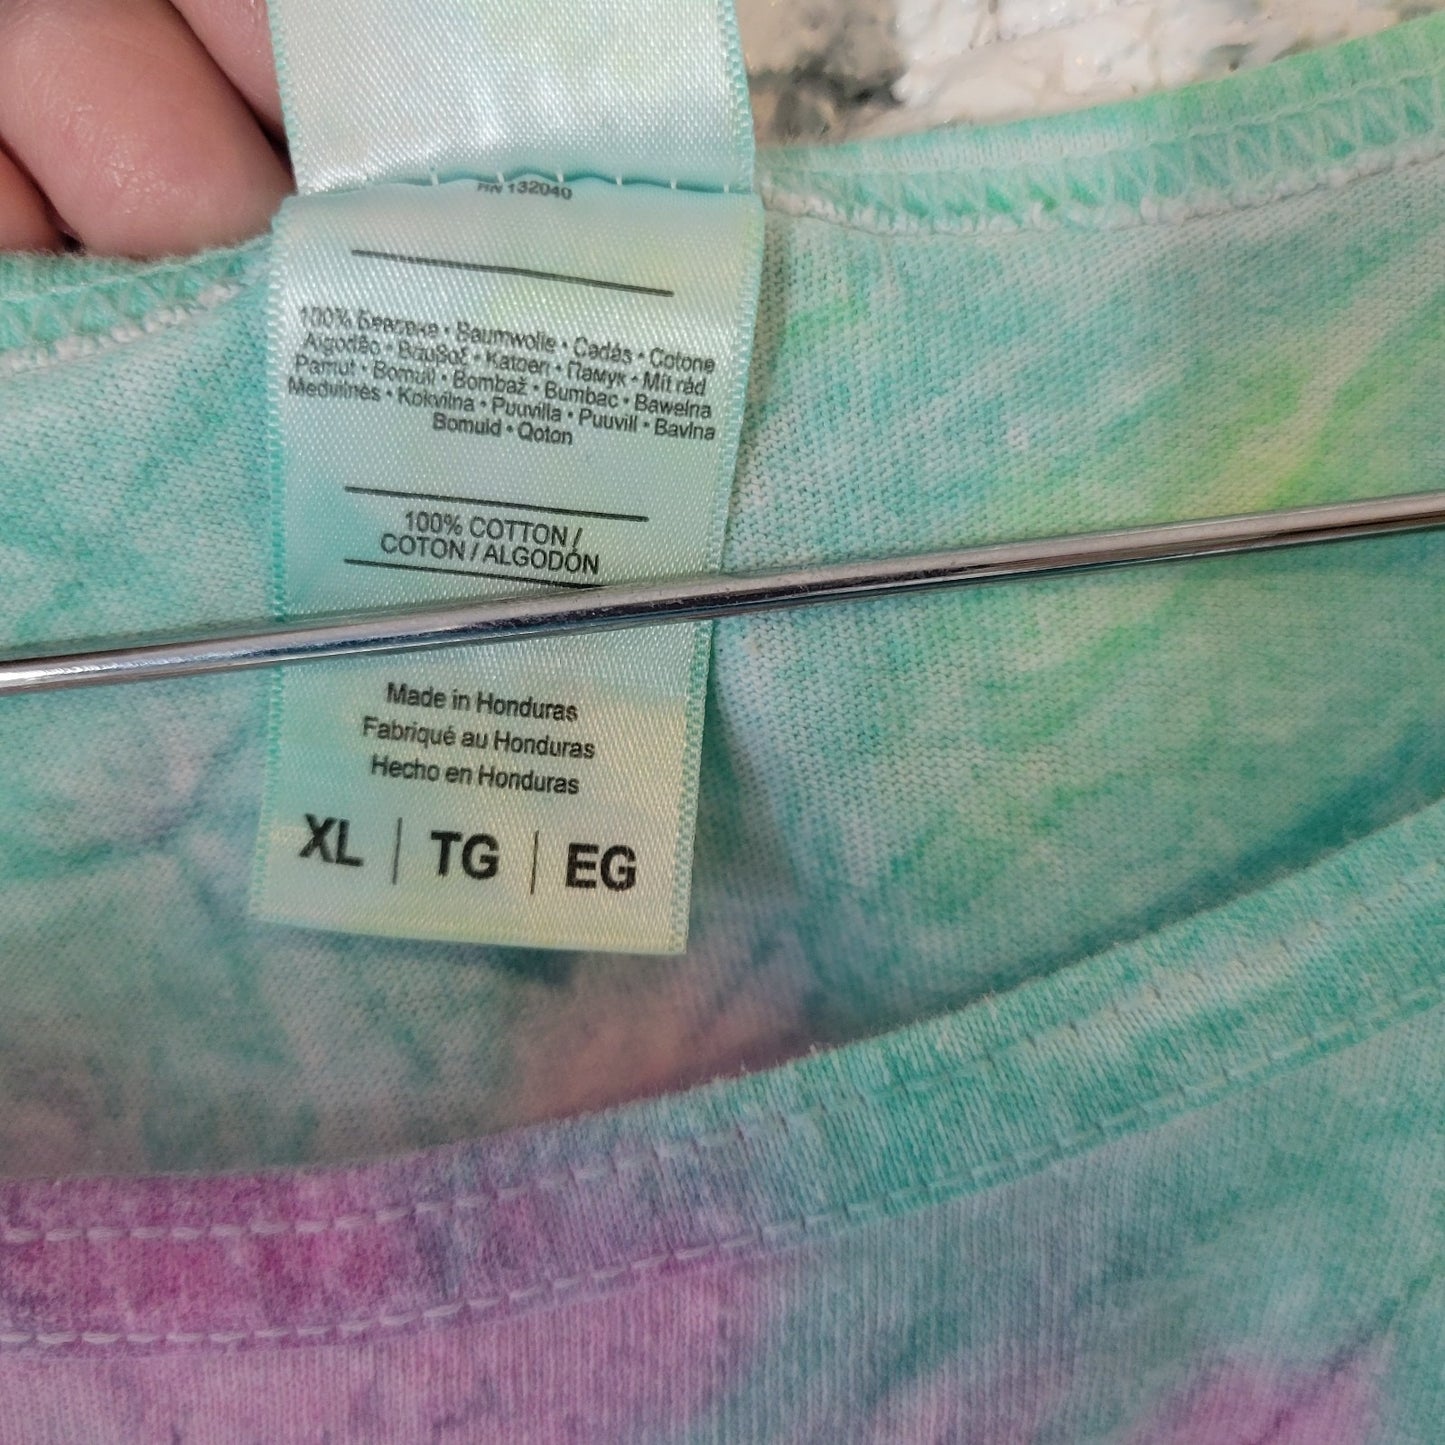 RN 132040
100% Бавовна • Baumwolle • Cadás • Cotone
Algodão • Βαμβάξ • Katoen • Памук • Mít rád
Pamut • Bomull • Bombaž • Bumbac • Bawełna
Medvilnės • Kokvilna • Puuvilla • Puuvill • Bavlna
Bomuld • Qoton
100% COTTON /
COTON / ALGODÓN
Made in Honduras
Fabriqué au Honduras
Hecho en Honduras
XL | TG | EG